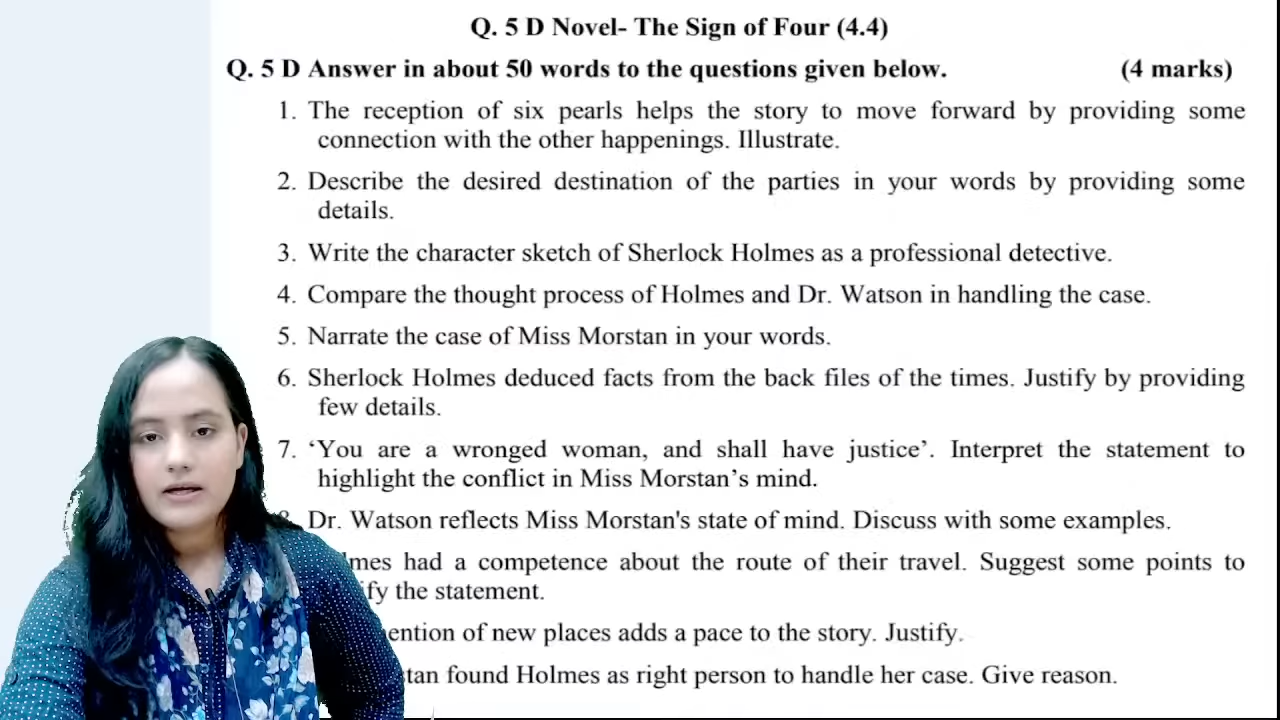 Q. 5 D Novel- The Sign of Four (4.4)
Q. 5 D Answer in about 50 words to the questions given below. (4 marks)
1. The reception of six pearls helps the story to move forward by providing some
connection with the other happenings. Illustrate.
2. Describe the desired destination of the parties in your words by providing some
details.
3. Write the character sketch of Sherlock Holmes as a professional detective.
4. Compare the thought process of Holmes and Dr. Watson in handling the case.
5. Narrate the case of Miss Morstan in your words.
6. Sherlock Holmes deduced facts from the back files of the times. Justify by providing
few details.
7. ‘You are a wronged woman, and shall have justice’. Interpret the statement to
highlight the conflict in Miss Morstan’s mind.
Dr. Watson reflects Miss Morstan's state of mind. Discuss with some examples.
had a competence about the route of their travel. Suggest some points to
the statement.
of new places adds a pace to the story. Justify.
found Holmes as right person to handle her case. Give reason.